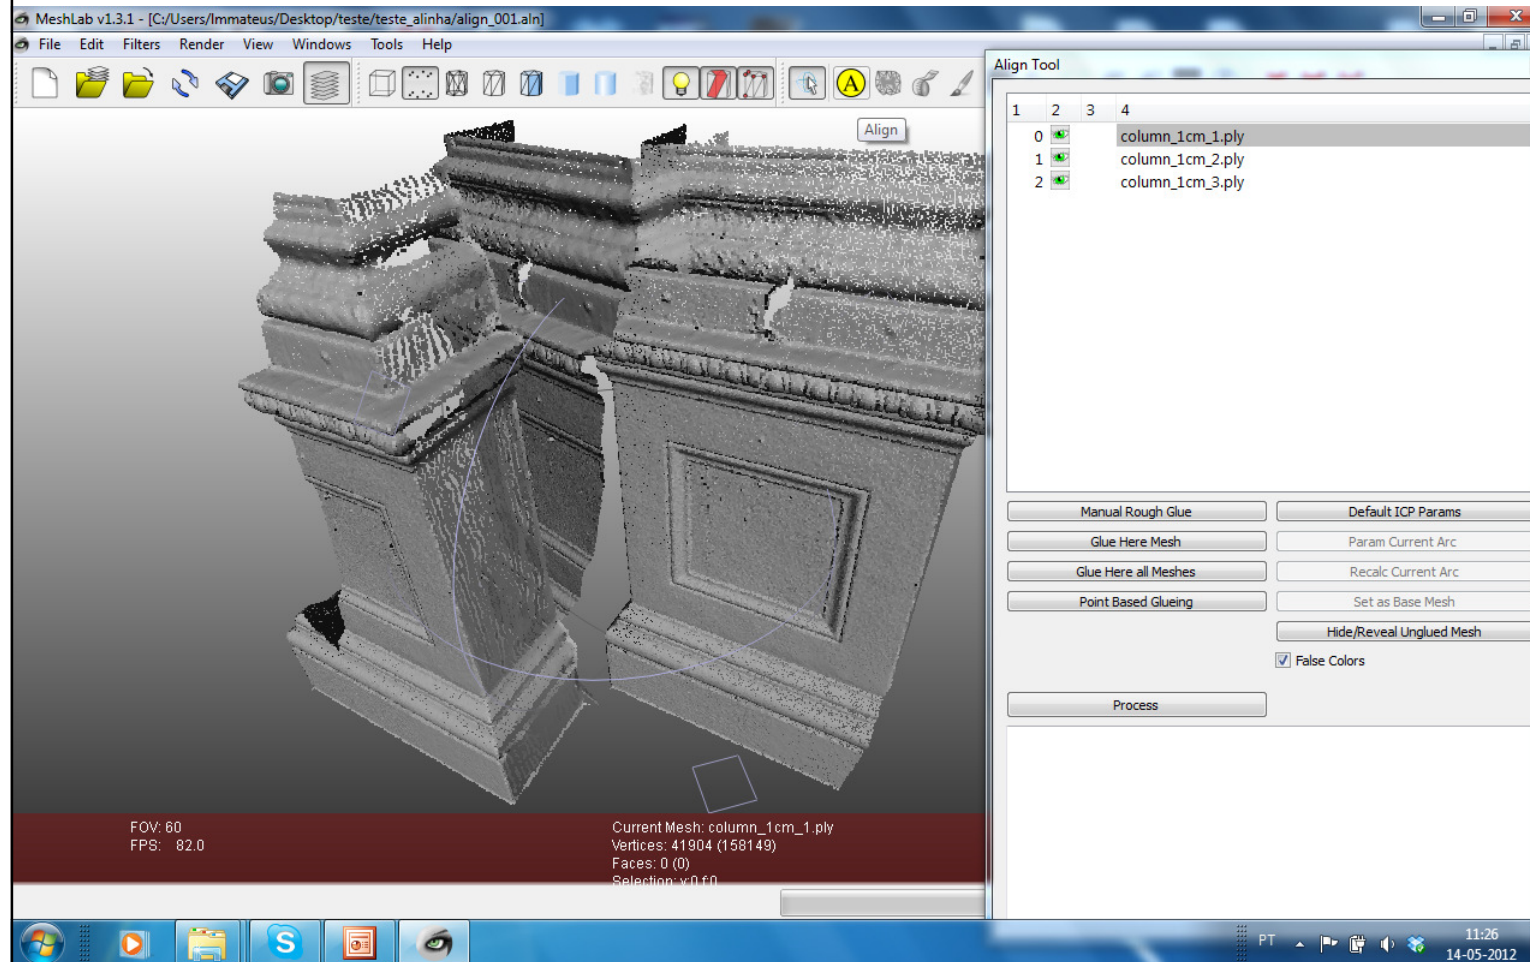 MeshLab v1.3.1 - [C:/Users/Immateus/Desktop/teste/teste_alinha/align_001.aln]
File Edit Filters Render View Windows Tools Help
A
Align
Align Tool
1 2 3 4
0 column_1cm_1.ply
1 column_1cm_2.ply
2 column_1cm_3.ply
Manual Rough Glue Default ICP Params
Glue Here Mesh Param Current Arc
Glue Here all Meshes Recalc Current Arc
Point Based Glueing Set as Base Mesh
Hide/Reveal Unglued Mesh
False Colors
Process
FOV: 60
FPS: 82.0
Current Mesh: column_1cm_1.ply
Vertices: 41904 (158149)
Faces: 0 (0)
Selection: v:0 f:0
S
PT
11:26
14-05-2012